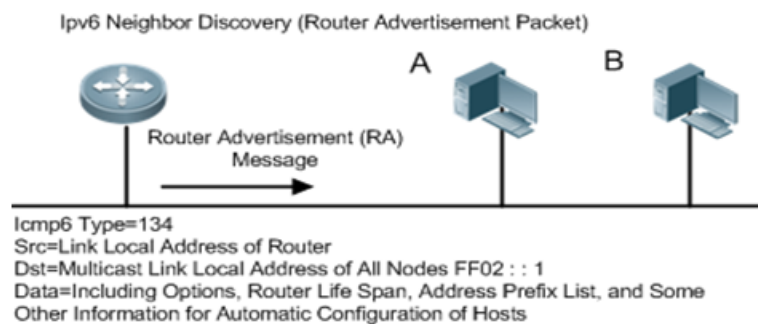 Ipv6 Neighbor Discovery (Router Advertisement Packet)
A
B
Router Advertisement (RA)
Message
Icmp6 Type=134
Src=Link Local Address of Router
Dst=Multicast Link Local Address of All Nodes FF02 : : 1
Data=Including Options, Router Life Span, Address Prefix List, and Some
Other Information for Automatic Configuration of Hosts